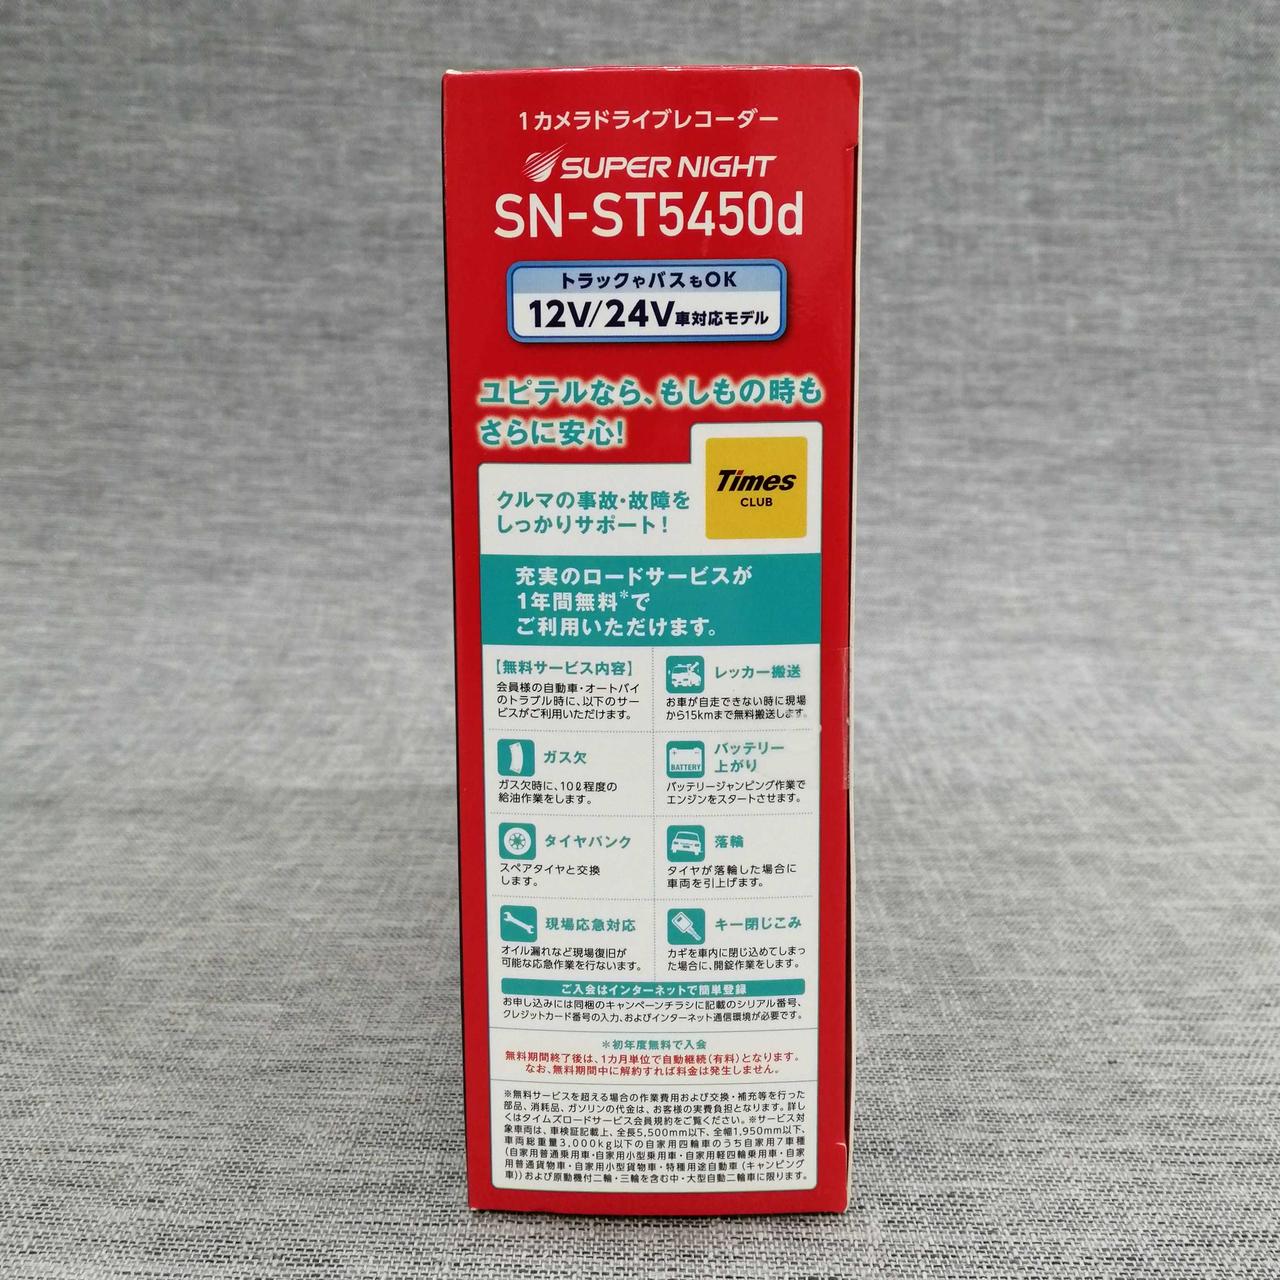 1カメラドライブレコーダー
SUPER NIGHT
SN-ST5450d
トラックやバスもOK
12V/24V車対応モデル
ユピテルなら、もしもの時も
さらに安心!
Times
CLUB
クルマの事故・故障を
しっかりサポート!
充実のロードサービスが
1年間無料*で
ご利用いただけます。
【無料サービス内容】
会員様の自動車・オートバイ
のトラブル時に、以下のサー
ビスがご利用いただけます。
レッカー搬送
お車が自走できない時に現場
から15kmまで無料搬送します。
ガス欠
ガス欠時に、10ℓ程度の
給油作業をします。
BATTERY
バッテリー
上がり
バッテリージャンピング作業で
エンジンをスタートさせます。
タイヤパンク
スペアタイヤと交換
します。
落輪
タイヤが落輪した場合に
車両を引上げます。
現場応急対応
オイル漏れなど現場復旧が
可能な応急作業を行ないます。
キー閉じこみ
カギを車内に閉じ込めてしまっ
た場合に、開錠作業をします。
ご入会はインターネットで簡単登録
お申し込みには同梱のキャンペーンチラシに記載のシリアル番号、
クレジットカード番号の入力、およびインターネット通信環境が必要です。
*初年度無料で入会
無料期間終了後は、1カ月単位で自動継続(有料)となります。
なお、無料期間中に解約すれば料金は発生しません。
※無料サービスを超える場合の作業費用および交換・補充等を行った
部品、消耗品、ガソリンの代金は、お客様の実費負担となります。詳し
くはタイムズロードサービス会員規約をご覧ください。※サービス対
象車両は、車検証記載上、全長5,500mm以下、全幅1,950mm以下、
車両総重量3,000kg以下の自家用四輪車のうち自家用7車種
(自家用普通乗用車・自家用小型乗用車・自家用軽四輪乗用車・自家
用普通貨物車・自家用小型貨物車・特種用途自動車(キャンピング
車))および原動機付二輪・三輪を含む中・大型自動二輪車に限ります。